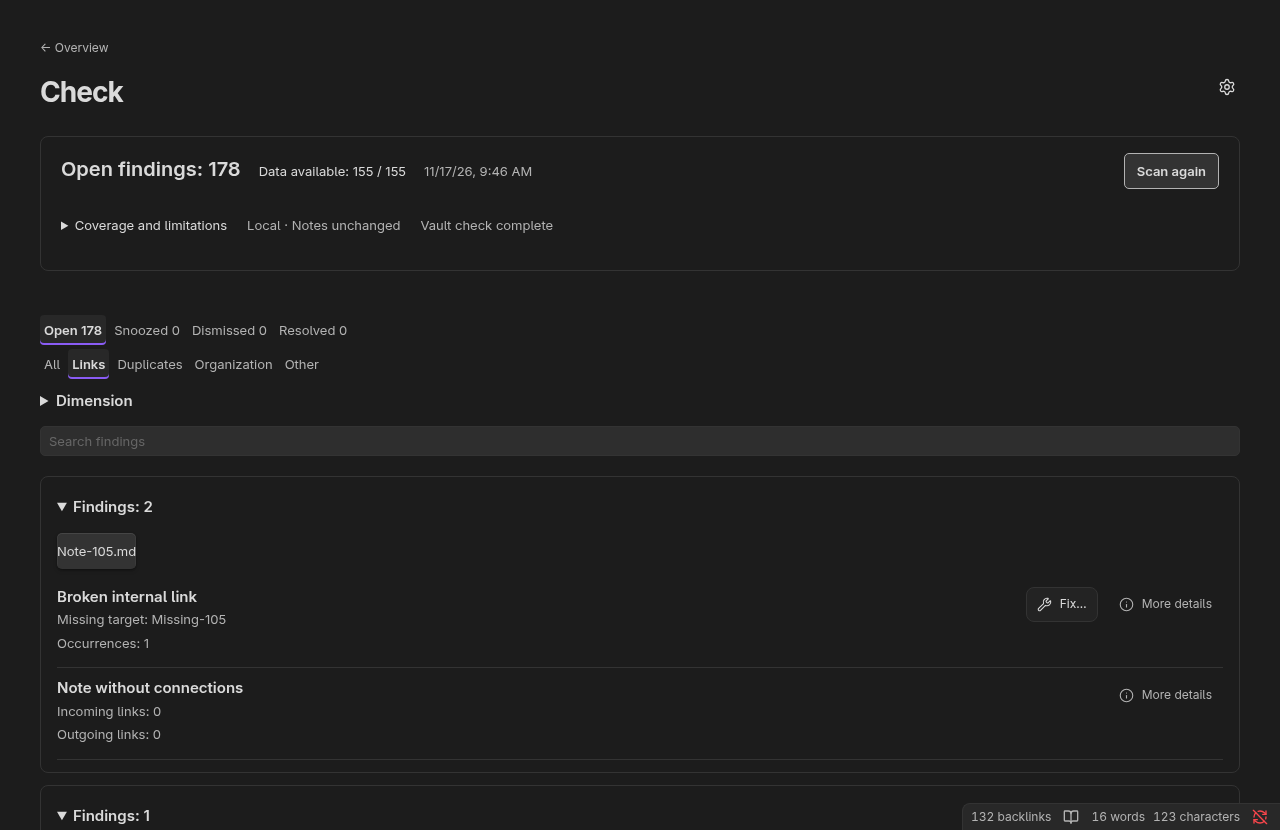 ← Overview
Check
Open findings: 178 Data available: 155 / 155 11/17/26, 9:46 AM Scan again
Coverage and limitations Local · Notes unchanged Vault check complete
Open 178 Snoozed 0 Dismissed 0 Resolved 0
All Links Duplicates Organization Other
Dimension
Search findings
Findings: 2
Note-105.md
Broken internal link
Missing target: Missing-105
Occurrences: 1
Fix... More details
Note without connections
Incoming links: 0
Outgoing links: 0
More details
Findings: 1
132 backlinks 16 words 123 characters